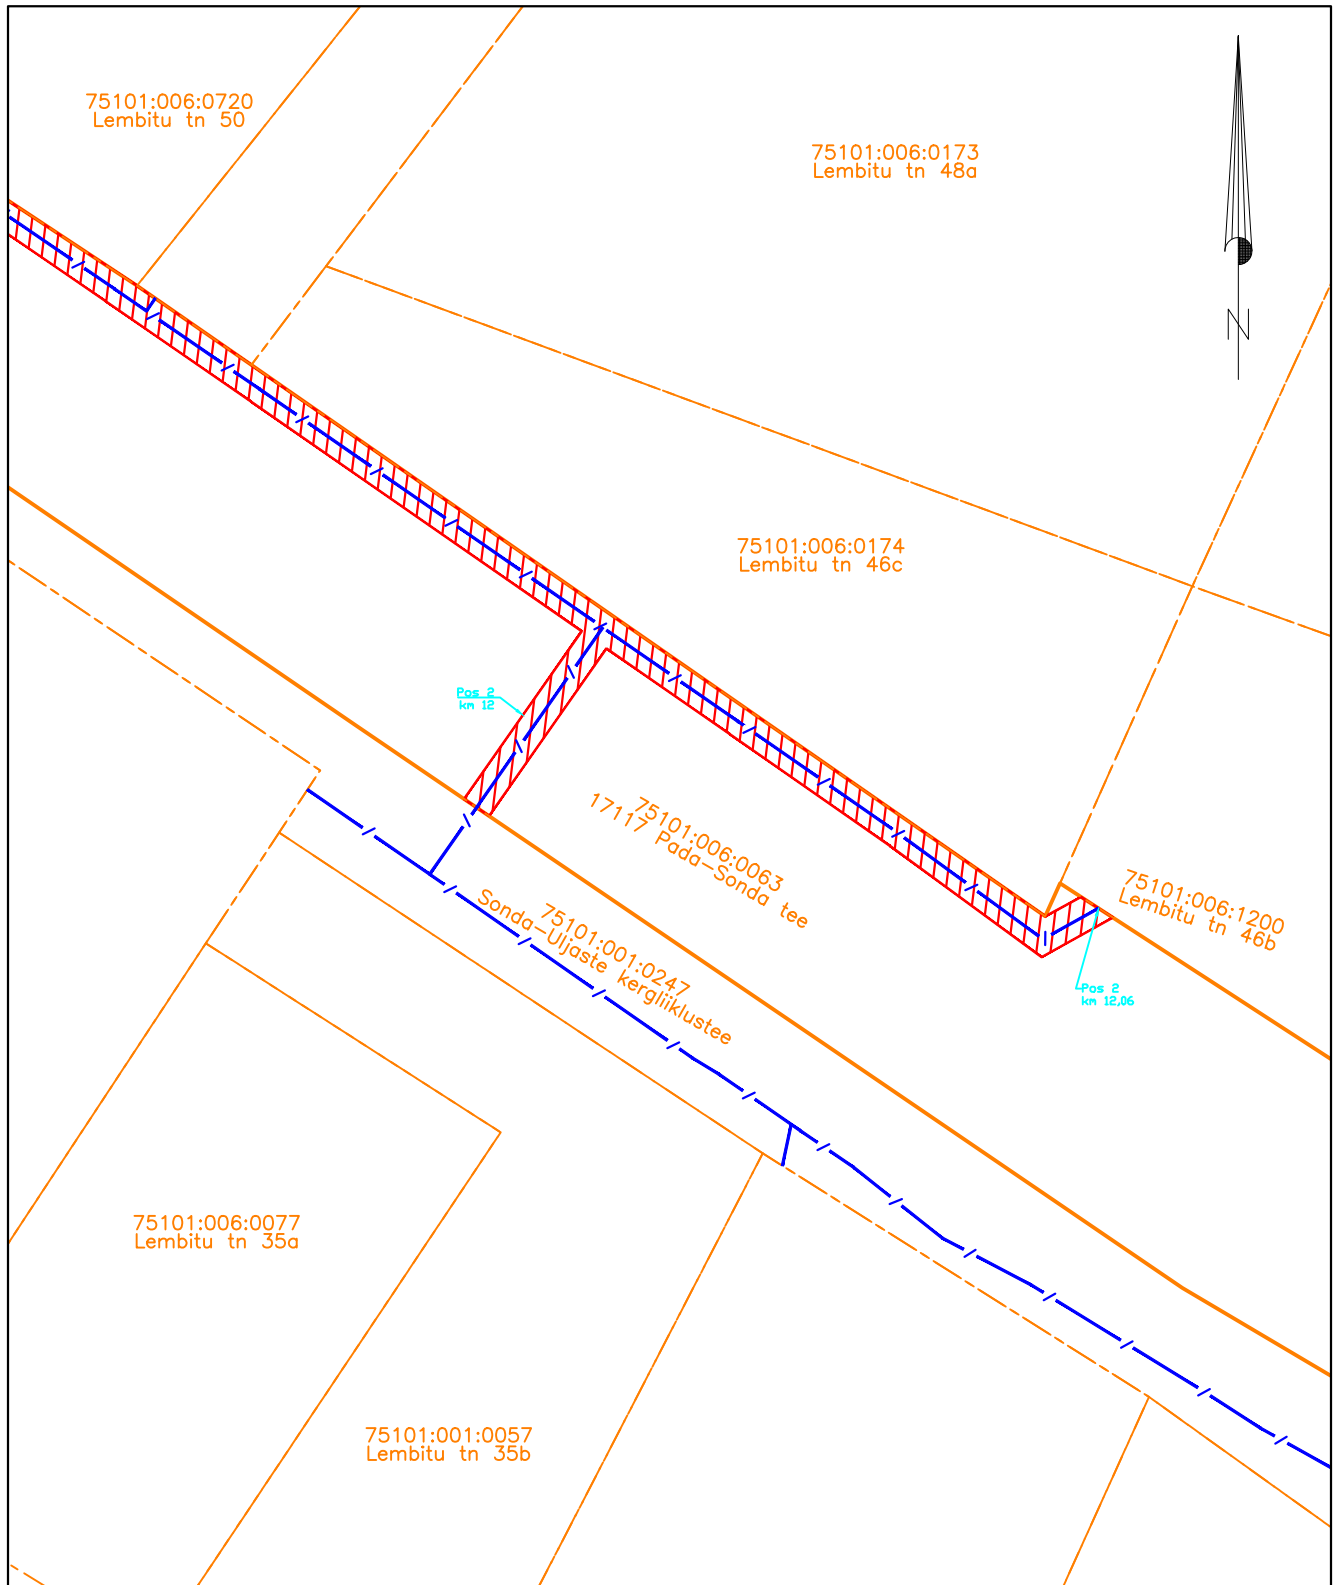 75101:006:0720
Lembitu tn 50
75101:006:0173
Lembitu tn 48a
N
75101:006:0174
Lembitu tn 46c
Pos 2
km 12
75101:006:0063
17117 Pada-Sonda tee
75101:006:1200
Lembitu tn 46b
75101:001:0247
Sonda-Uljaste kergliiklustee
Pos 2
km 12,06
75101:006:0077
Lembitu tn 35a
75101:001:0057
Lembitu tn 35b